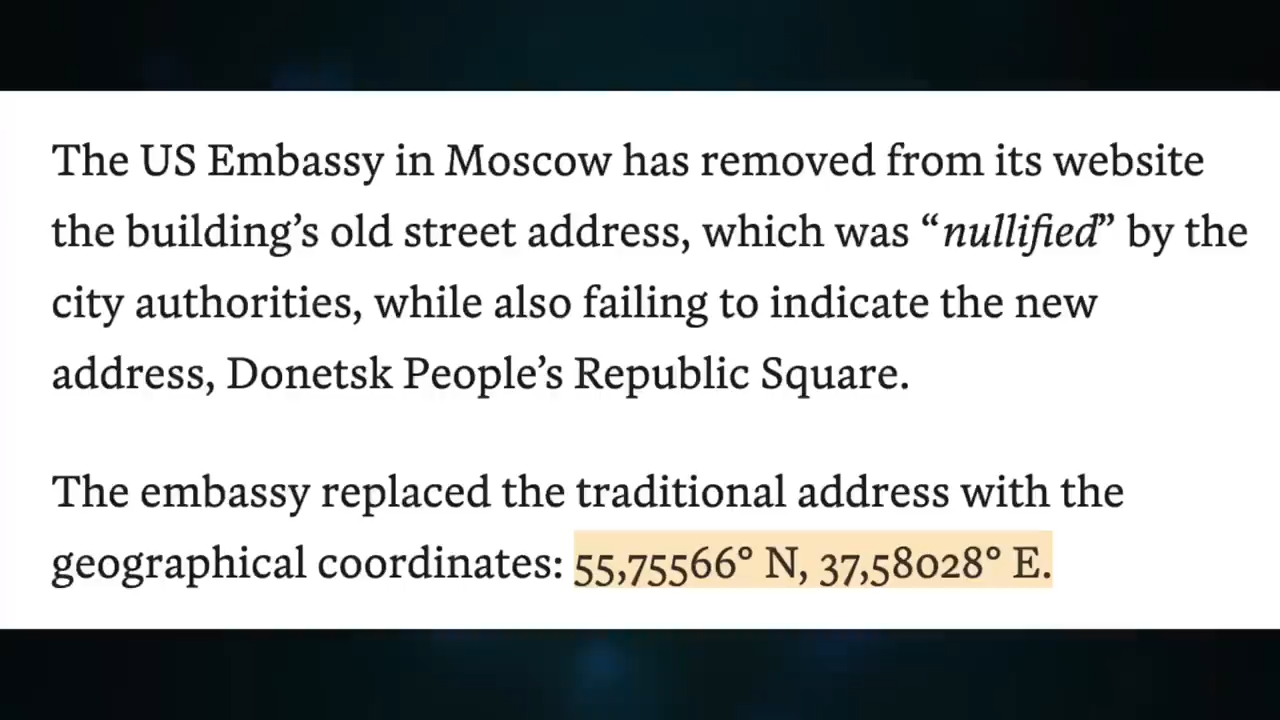 The US Embassy in Moscow has removed from its website
the building’s old street address, which was “nullified” by the
city authorities, while also failing to indicate the new
address, Donetsk People’s Republic Square.
The embassy replaced the traditional address with the
geographical coordinates: 55,75566° N, 37,58028° E.